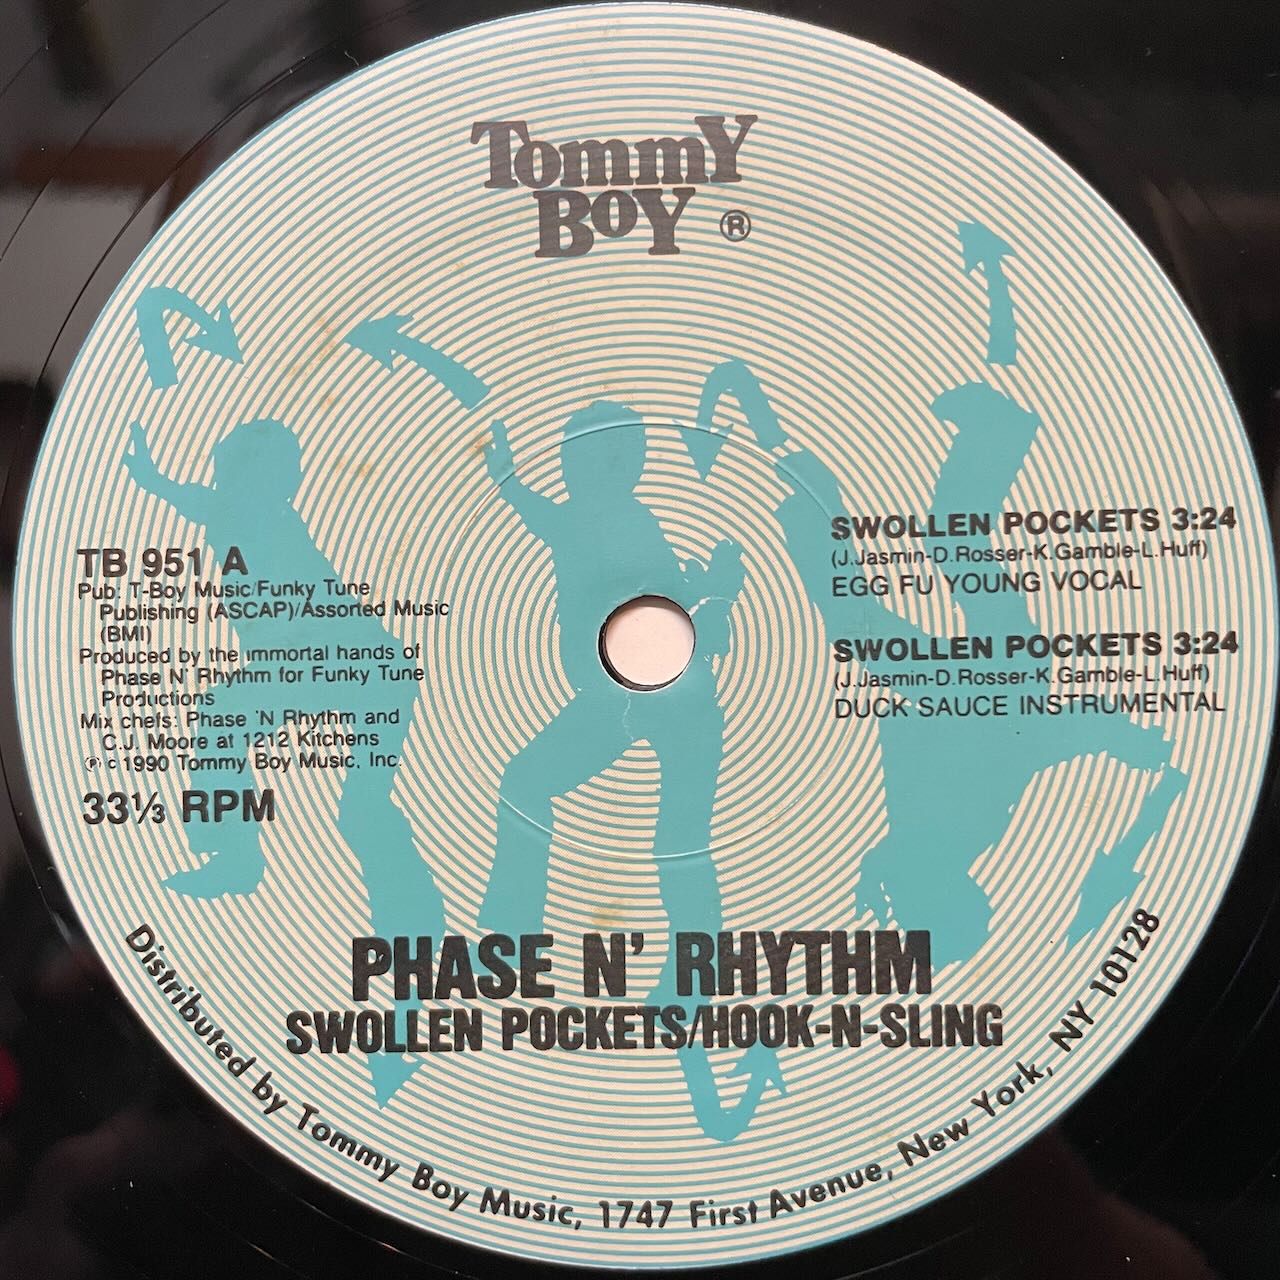 Tommy
Boy ®
TB 951 A
Pub: T-Boy Music/Funky Tune
Publishing (ASCAP)/Assorted Music
(BMI)
Produced by the immortal hands of
Phase N' Rhythm for Funky Tune
Productions
Mix chefs: Phase 'N Rhythm and
C.J. Moore at 1212 Kitchens
℗ c 1990 Tommy Boy Music, Inc.
33⅓ RPM
SWOLLEN POCKETS 3:24
(J.Jasmin-D.Rosser-K.Gamble-L.Huff)
EGG FU YOUNG VOCAL
SWOLLEN POCKETS 3:24
(J.Jasmin-D.Rosser-K.Gamble-L.Huff)
DUCK SAUCE INSTRUMENTAL
PHASE N' RHYTHM
SWOLLEN POCKETS/HOOK-N-SLING
Distributed by Tommy Boy Music, 1747 First Avenue, New York, NY 10128